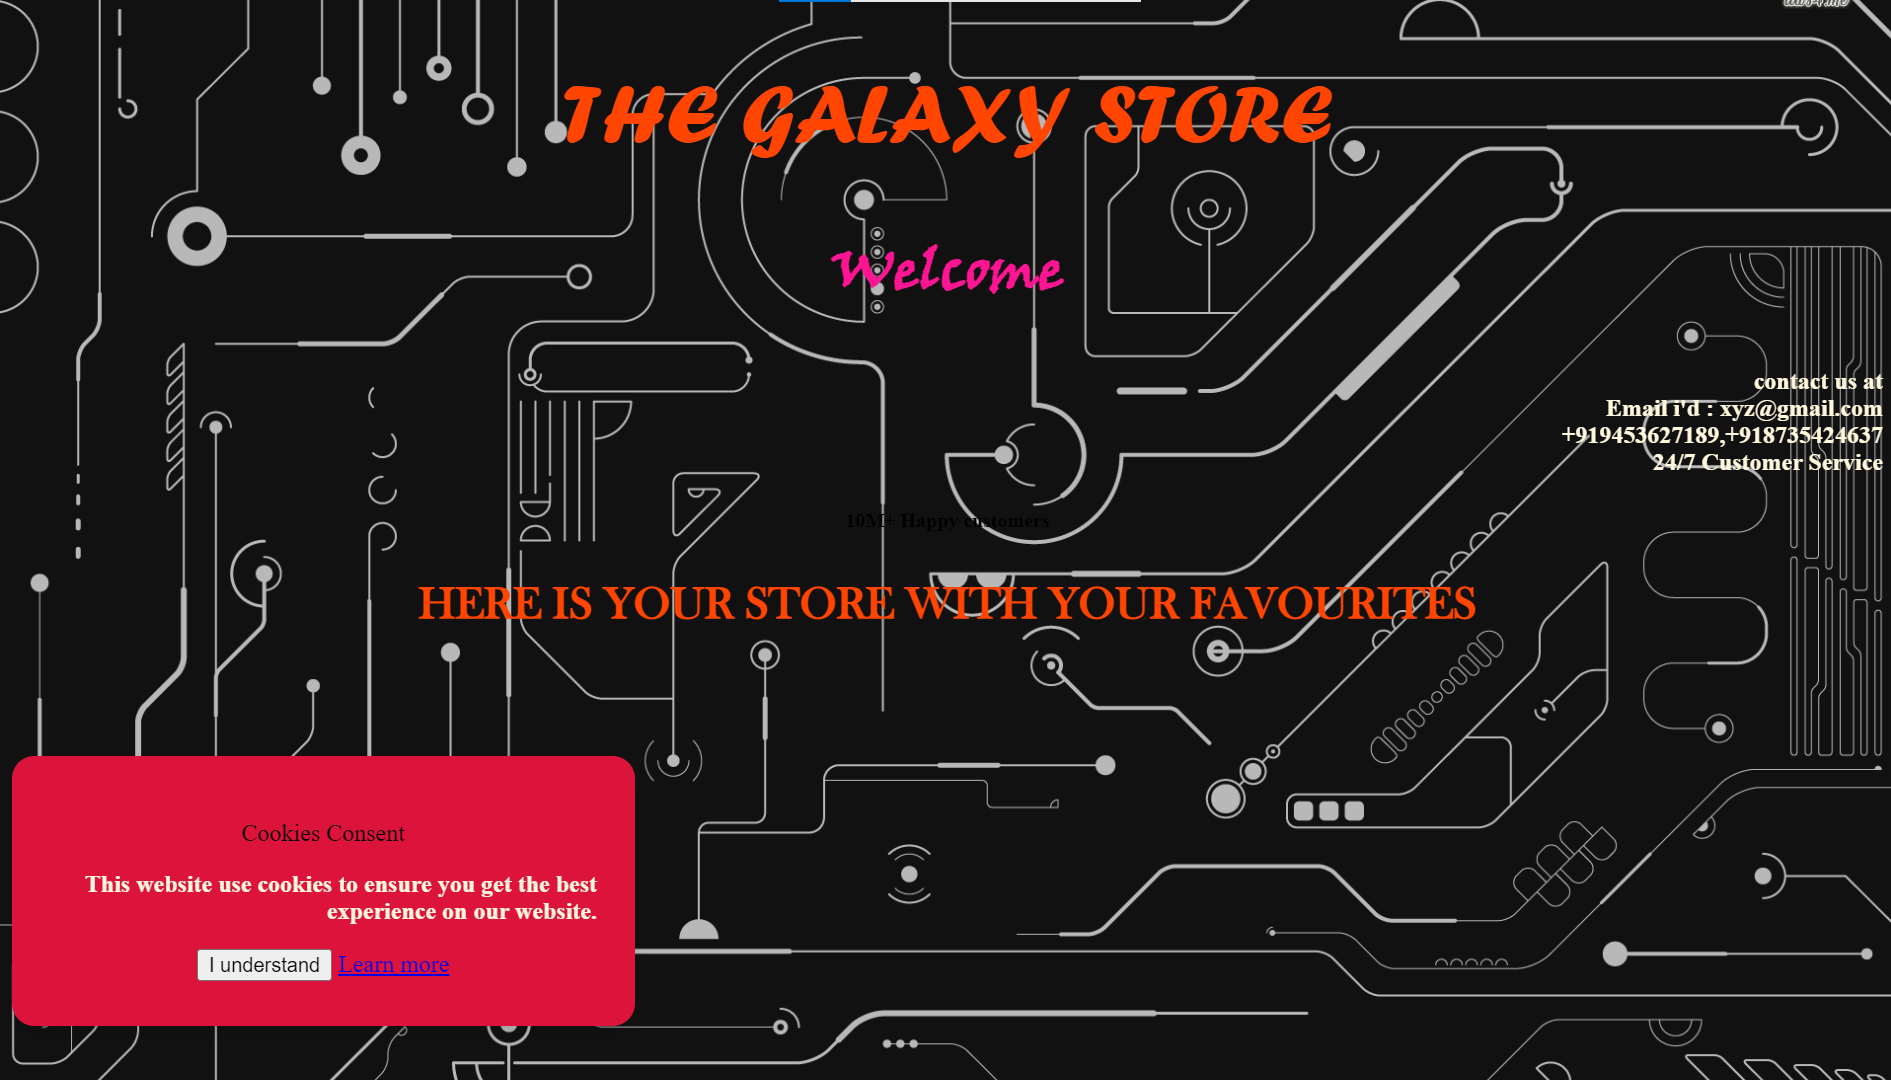 THE GALAXY STORE
Welcome
contact us at
Email i'd : xyz@gmail.com
+919453627189,+918735424637
24/7 Customer Service
10M+ Happy customers
HERE IS YOUR STORE WITH YOUR FAVOURITES
Cookies Consent
This website use cookies to ensure you get the best
experience on our website.
I understand Learn more